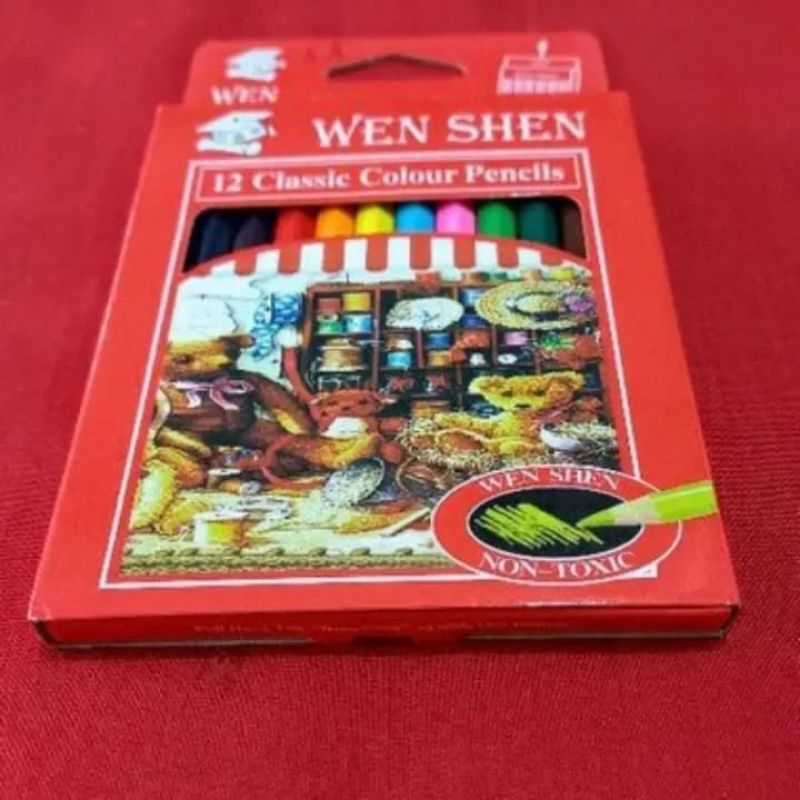 WEN
WEN SHEN
12 Classic Colour Pencils
WEN SHEN
NON-TOXIC